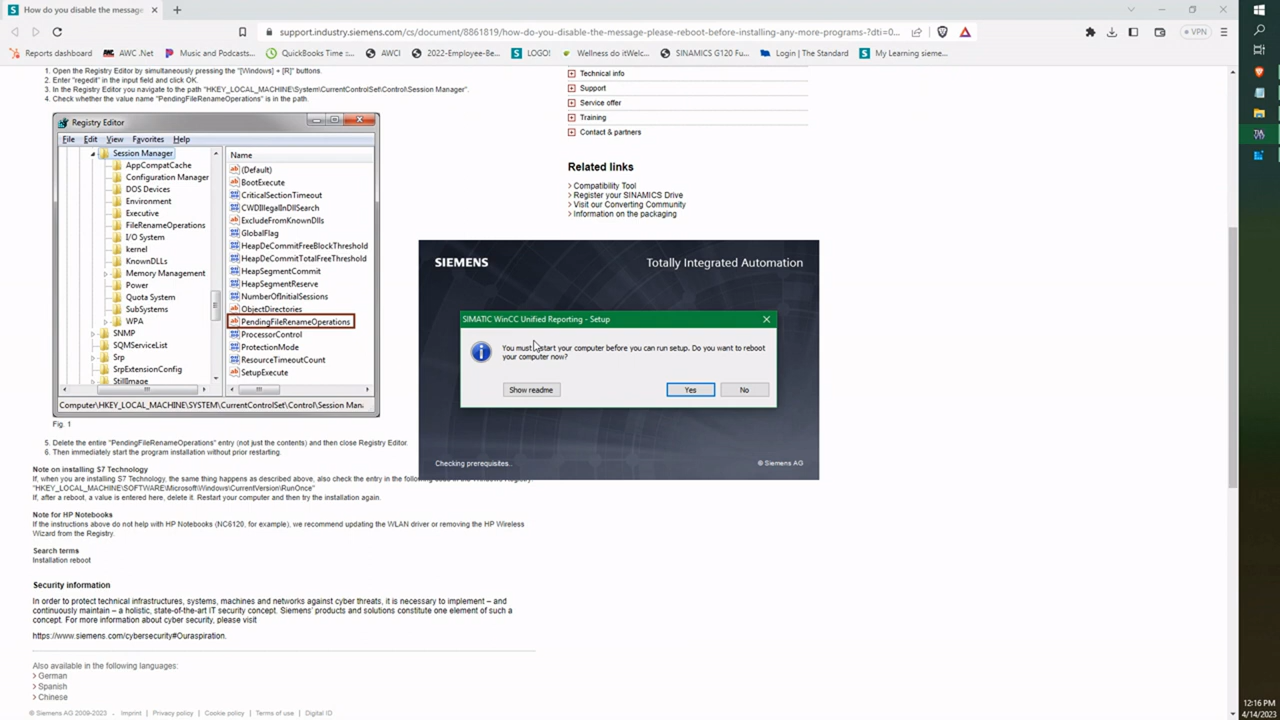 How do you disable the message
support.industry.siemens.com/cs/document/8861819/how-do-you-disable-the-message-please-reboot-before-installing-any-more-programs-?dti=0...
VPN
Reports dashboard
AWC .Net
Music and Podcasts...
QuickBooks Time :...
AWCI
2022-Employee-Be...
LOGO!
Wellness do itWelc...
SINAMICS G120 Fu...
Login | The Standard
My Learning sieme...
1. Open the Registry Editor by simultaneously pressing the "[Windows] + [R]" buttons.
2. Enter "regedit" in the input field and click OK.
3. In the Registry Editor you navigate to the path "HKEY_LOCAL_MACHINE\System\CurrentControlSet\Control\Session Manager".
4. Check whether the value name "PendingFileRenameOperations" is in the path.
Registry Editor
File Edit View Favorites Help
Session Manager
AppCompatCache
Configuration Manager
DOS Devices
Environment
Executive
FileRenameOperations
I/O System
kernel
KnownDLLs
Memory Management
Power
Quota System
SubSystems
WPA
SNMP
SQMServiceList
Srp
SrpExtensionConfig
StillImage
Name
(Default)
BootExecute
CriticalSectionTimeout
CWDIllegalInDllSearch
ExcludeFromKnownDlls
GlobalFlag
HeapDeCommitFreeBlockThreshold
HeapDeCommitTotalFreeThreshold
HeapSegmentCommit
HeapSegmentReserve
NumberOfInitialSessions
ObjectDirectories
PendingFileRenameOperations
ProcessorControl
ProtectionMode
ResourceTimeoutCount
SetupExecute
Computer\HKEY_LOCAL_MACHINE\SYSTEM\CurrentControlSet\Control\Session Man
Fig. 1
5. Delete the entire "PendingFileRenameOperations" entry (not just the contents) and then close Registry Editor.
6. Then immediately start the program installation without prior restarting.
Note on installing S7 Technology
If, when you are installing S7 Technology, the same thing happens as described above, also check the entry in the following
"HKEY_LOCAL_MACHINE\SOFTWARE\Microsoft\Windows\CurrentVersion\RunOnce"
If, after a reboot, a value is entered here, delete it. Restart your computer and then try the installation again.
Note for HP Notebooks
If the instructions above do not help with HP Notebooks (NC6120, for example), we recommend updating the WLAN driver or removing the HP Wireless
Wizard from the Registry.
Search terms
Installation reboot
Security information
In order to protect technical infrastructures, systems, machines and networks against cyber threats, it is necessary to implement – and
continuously maintain – a holistic, state-of-the-art IT security concept. Siemens' products and solutions constitute one element of such a
concept. For more information about cyber security, please visit
https://www.siemens.com/cybersecurity#Ouraspiration.
Also available in the following languages:
German
Spanish
Chinese
© Siemens AG 2009-2023 - Imprint | Privacy policy | Cookie policy | Terms of use | Digital ID
Technical info
Support
Service offer
Training
Contact & partners
Related links
Compatibility Tool
Register your SINAMICS Drive
Visit our Converting Community
Information on the packaging
SIEMENS
Totally Integrated Automation
SIMATIC WinCC Unified Reporting - Setup
You must start your computer before you can run setup. Do you want to reboot
your computer now?
Show readme
Yes
No
Checking prerequisites..
© Siemens AG
12:16 PM
4/14/2023